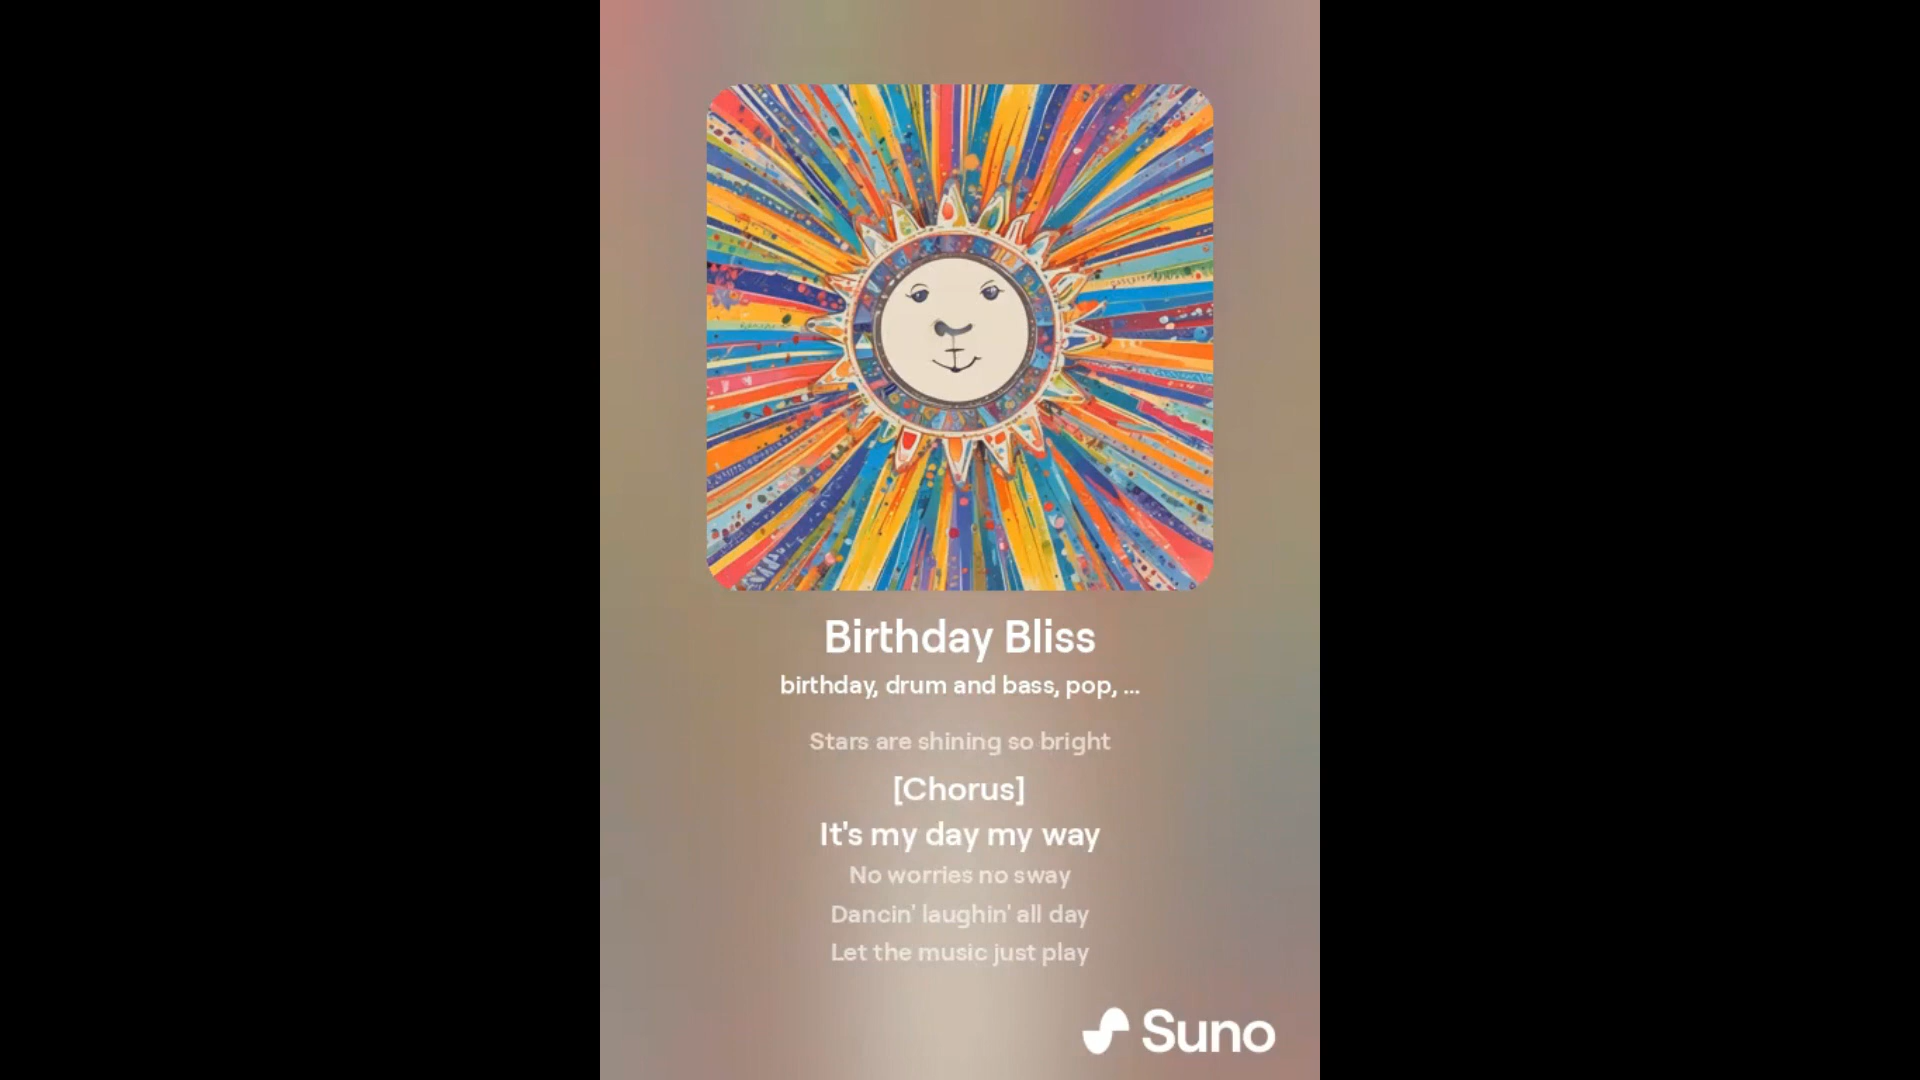 Birthday Bliss
birthday, drum and bass, pop, ...
Stars are shining so bright
[Chorus]
It's my day my way
No worries no sway
Dancin' laughin' all day
Let the music just play
Suno